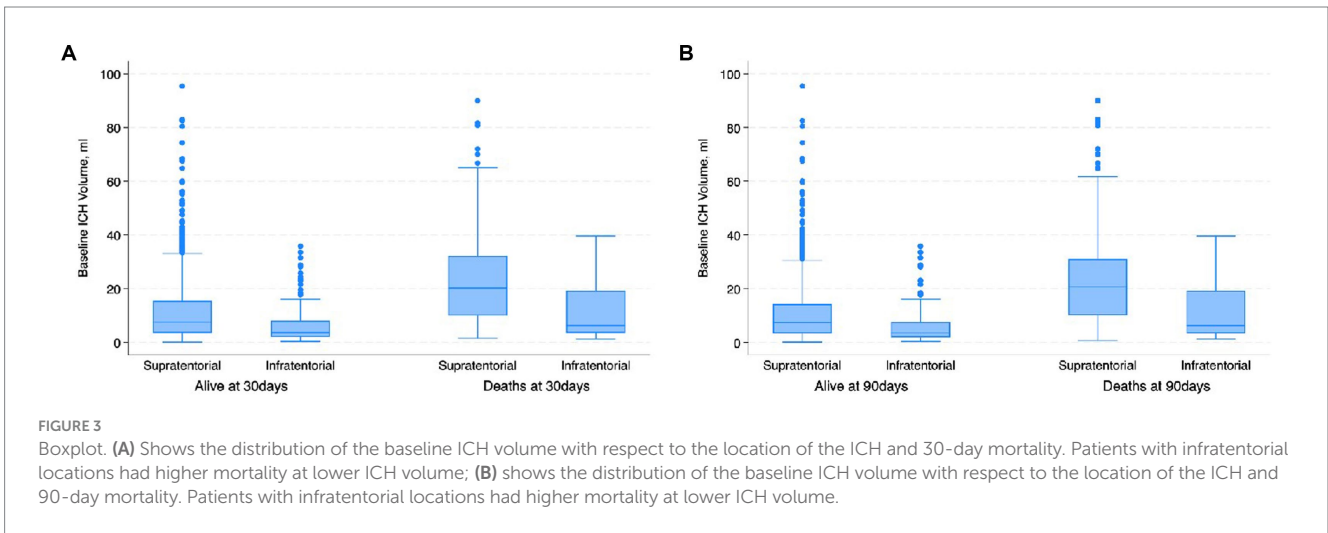 A
B
100
80
60
40
20
0
Baseline ICH Volume, ml
Supratentorial Infratentorial Supratentorial Infratentorial
Alive at 30days Deaths at 30days
100
80
60
40
20
0
Baseline ICH Volume, ml
Supratentorial Infratentorial Supratentorial Infratentorial
Alive at 90days Deaths at 90days
FIGURE 3
Boxplot. (A) Shows the distribution of the baseline ICH volume with respect to the location of the ICH and 30-day mortality. Patients with infratentorial
locations had higher mortality at lower ICH volume; (B) shows the distribution of the baseline ICH volume with respect to the location of the ICH and
90-day mortality. Patients with infratentorial locations had higher mortality at lower ICH volume.